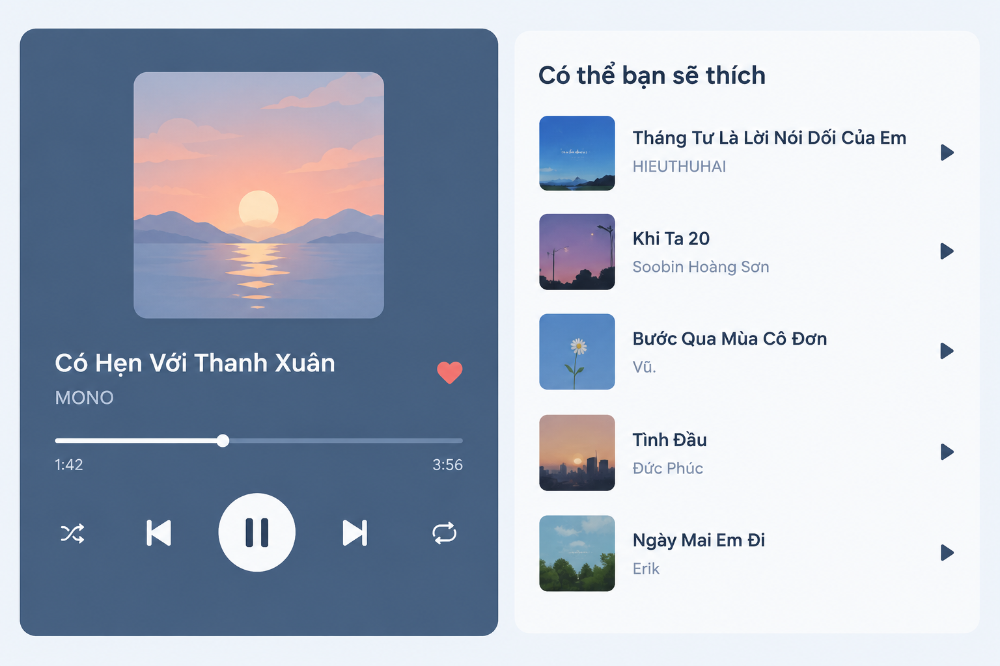 Có Hẹn Với Thanh Xuân
MONO
1:42
3:56
Có thể bạn sẽ thích
Tháng Tư Là Lời Nói Dối Của Em
HIEUTHUHAI
Khi Ta 20
Soobin Hoàng Sơn
Bước Qua Mùa Cô Đơn
Vũ.
Tình Đầu
Đức Phúc
Ngày Mai Em Đi
Erik